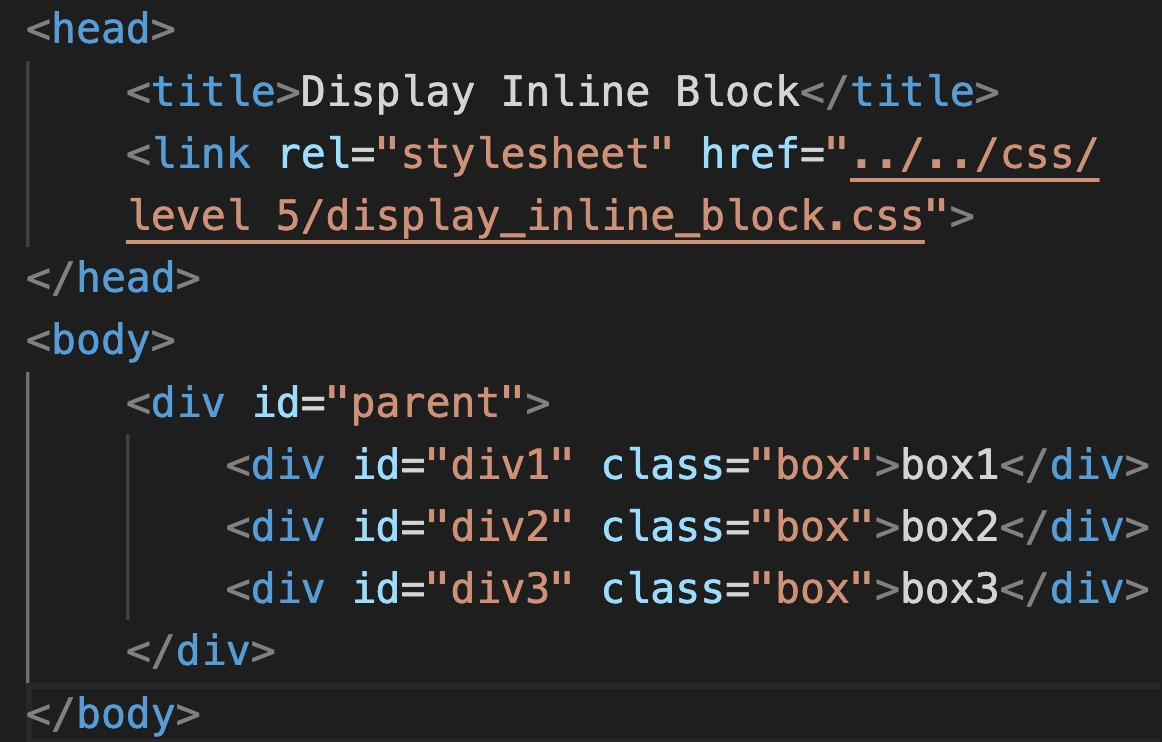 <head>
    <title>Display Inline Block</title>
    <link rel="stylesheet" href="../../css/
    level 5/display_inline_block.css">
</head>
<body>
    <div id="parent">
        <div id="div1" class="box">box1</div>
        <div id="div2" class="box">box2</div>
        <div id="div3" class="box">box3</div>
    </div>
</body>